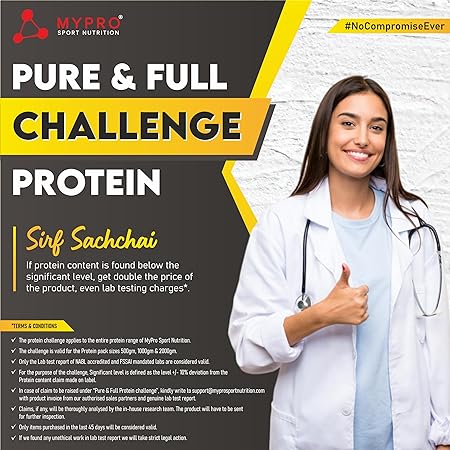 MYPRO®
SPORT NUTRITION
#NoCompromiseEver
PURE & FULL
CHALLENGE
PROTEIN
Sirf Sachchai
If protein content is found below the
significant level, get double the price of
the product, even lab testing charges*.
*TERMS & CONDITIONS
✓ The protein challenge applies to the entire protein range of MyPro Sport Nutrition.
✓ The challenge is valid for the Protein pack sizes 500gm, 1000gm & 2000gm.
✓ Only the Lab test report of NABL accredited and FSSAI mandated labs are considered valid.
✓ For the purpose of the challenge, Significant level is defined as the level +/- 10% deviation from the
Protein content claim made on label.
✓ In case of claim to be raised under "Pure & Full Protein challenge", kindly write to support@myprosportnutrition.com
with product invoice from our authorised sales partners and genuine lab test report.
✓ Claims, if any, will be thoroughly analysed by the in-house research team. The product will have to be sent
for further inspection.
✓ Only items purchased in the last 45 days will be considered valid.
✓ If we found any unethical work in lab test report we will take strict legal action.